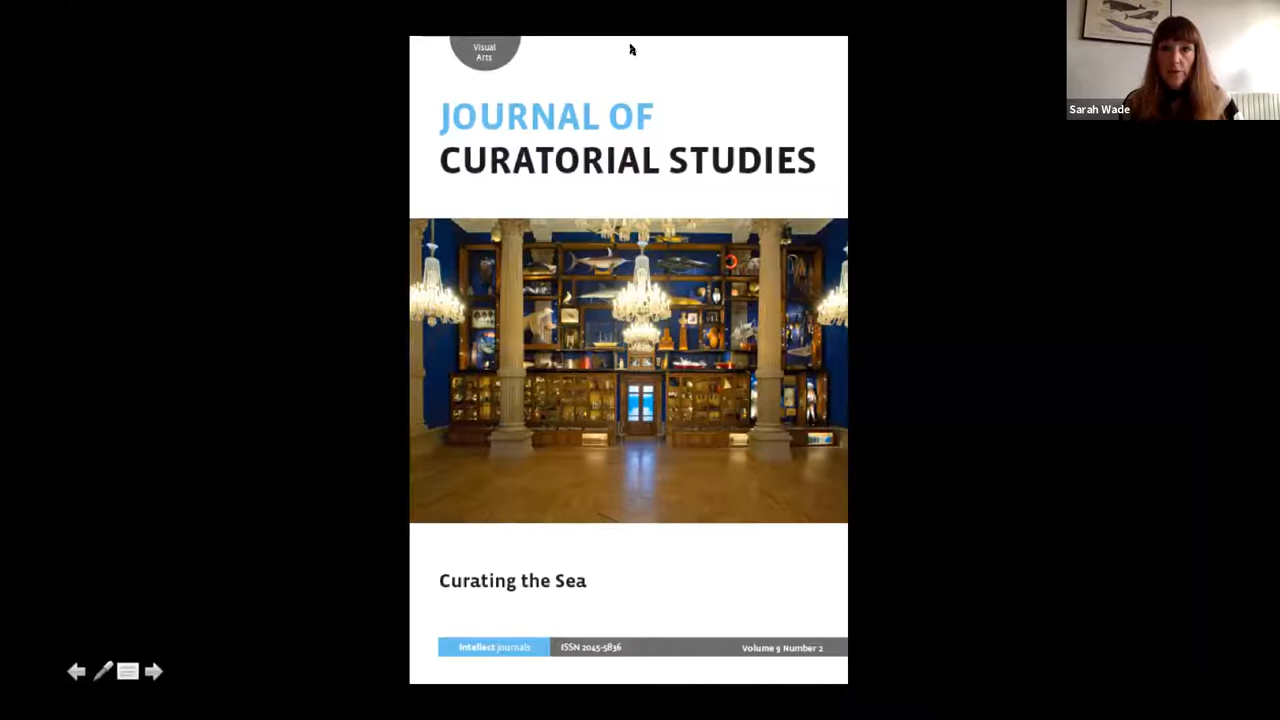 Visual
Arts
JOURNAL OF
CURATORIAL STUDIES
Curating the Sea
Intellect journals
ISSN 2045-5836
Volume 9 Number 2
Sarah Wade